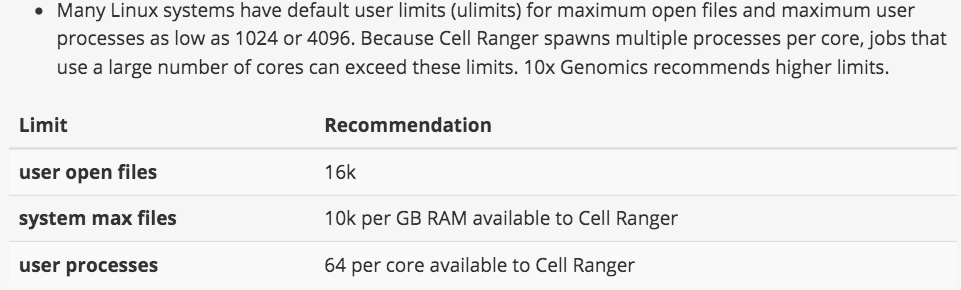 • Many Linux systems have default user limits (ulimits) for maximum open files and maximum user
processes as low as 1024 or 4096. Because Cell Ranger spawns multiple processes per core, jobs that
use a large number of cores can exceed these limits. 10x Genomics recommends higher limits.
Limit Recommendation
user open files 16k
system max files 10k per GB RAM available to Cell Ranger
user processes 64 per core available to Cell Ranger